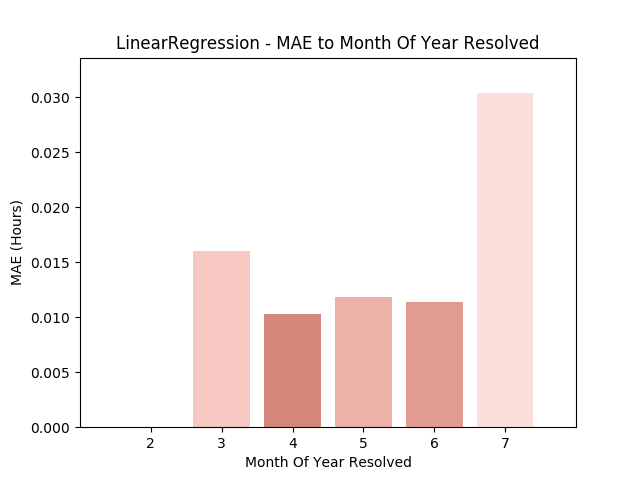 LinearRegression - MAE to Month Of Year Resolved
0.030
0.025
0.020
0.015
0.010
0.005
0.000
MAE (Hours)
2 3 4 5 6 7
Month Of Year Resolved